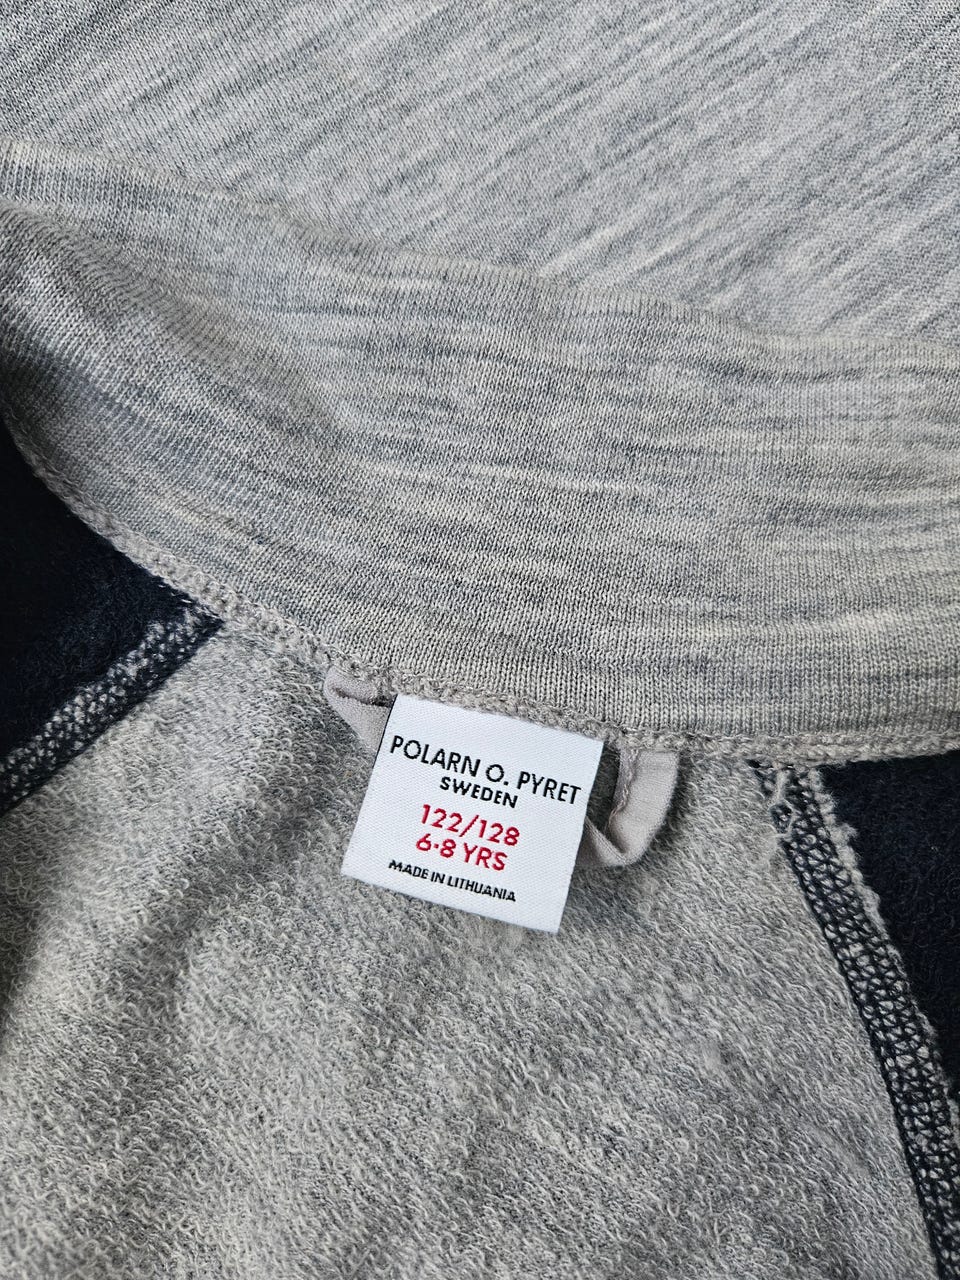 POLARN O. PYRET
SWEDEN
122/128
6-8 YRS
MADE IN LITHUANIA